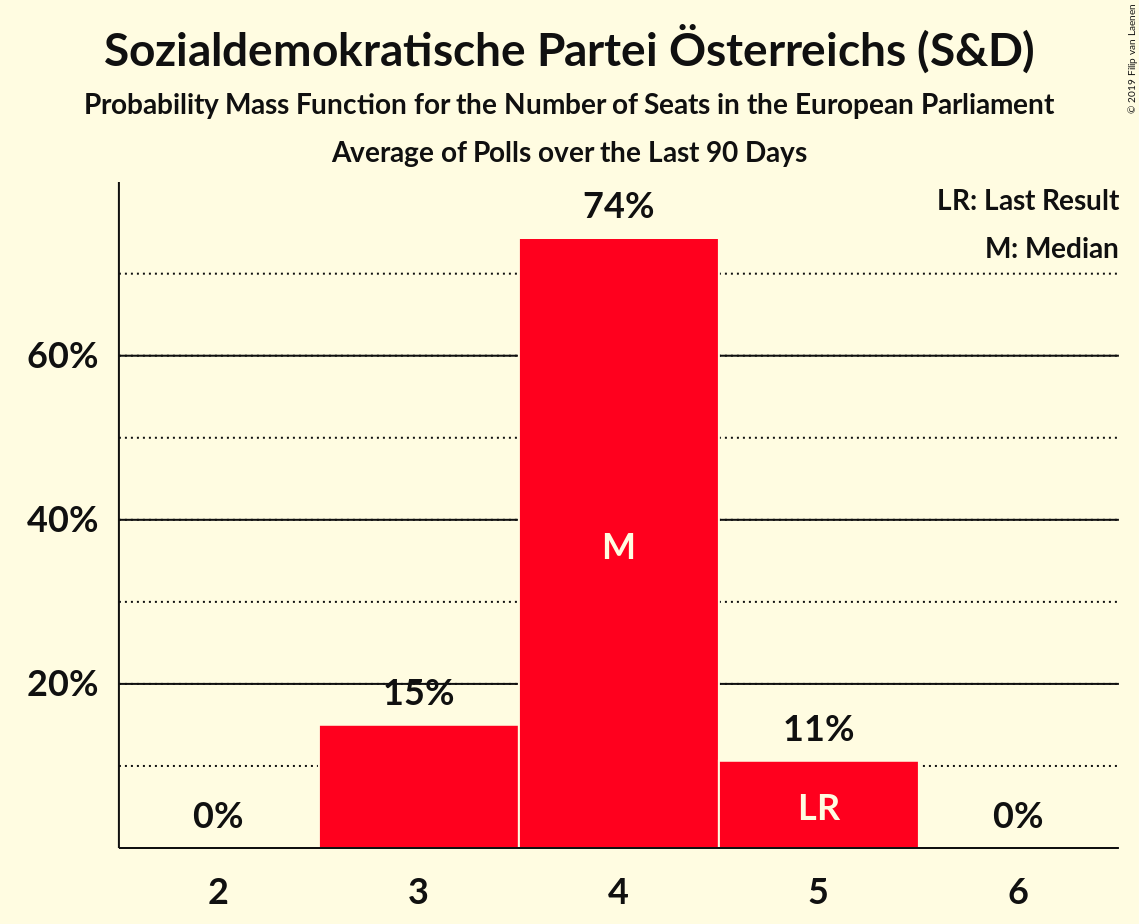 Sozialdemokratische Partei Österreichs (S&D)
Probability Mass Function for the Number of Seats in the European Parliament
Average of Polls over the Last 90 Days
© 2019 Filip van Laenen
LR: Last Result
M: Median
74%
60%
40%
M
20%
15%
11%
LR
0%
0%
2 3 4 5 6